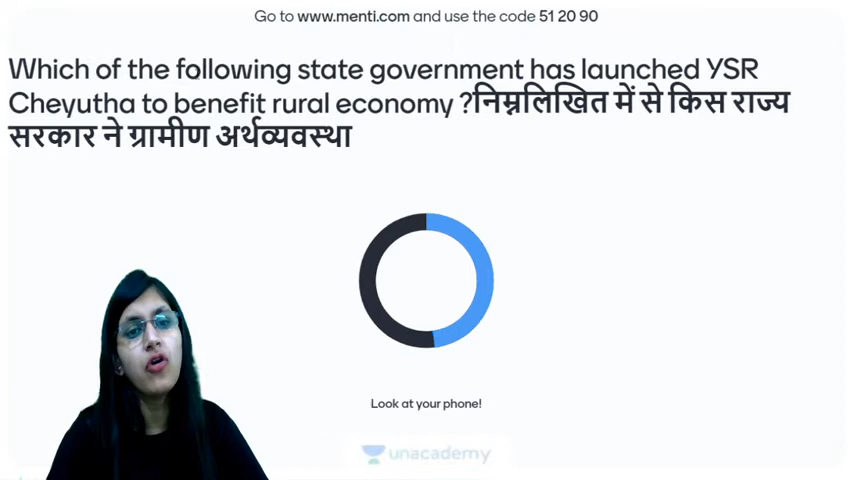 Go to www.menti.com and use the code 51 20 90
Which of the following state government has launched YSR
Cheyutha to benefit rural economy ?निम्नलिखित में से किस राज्य
सरकार ने ग्रामीण अर्थव्यवस्था
Look at your phone!
unacademy